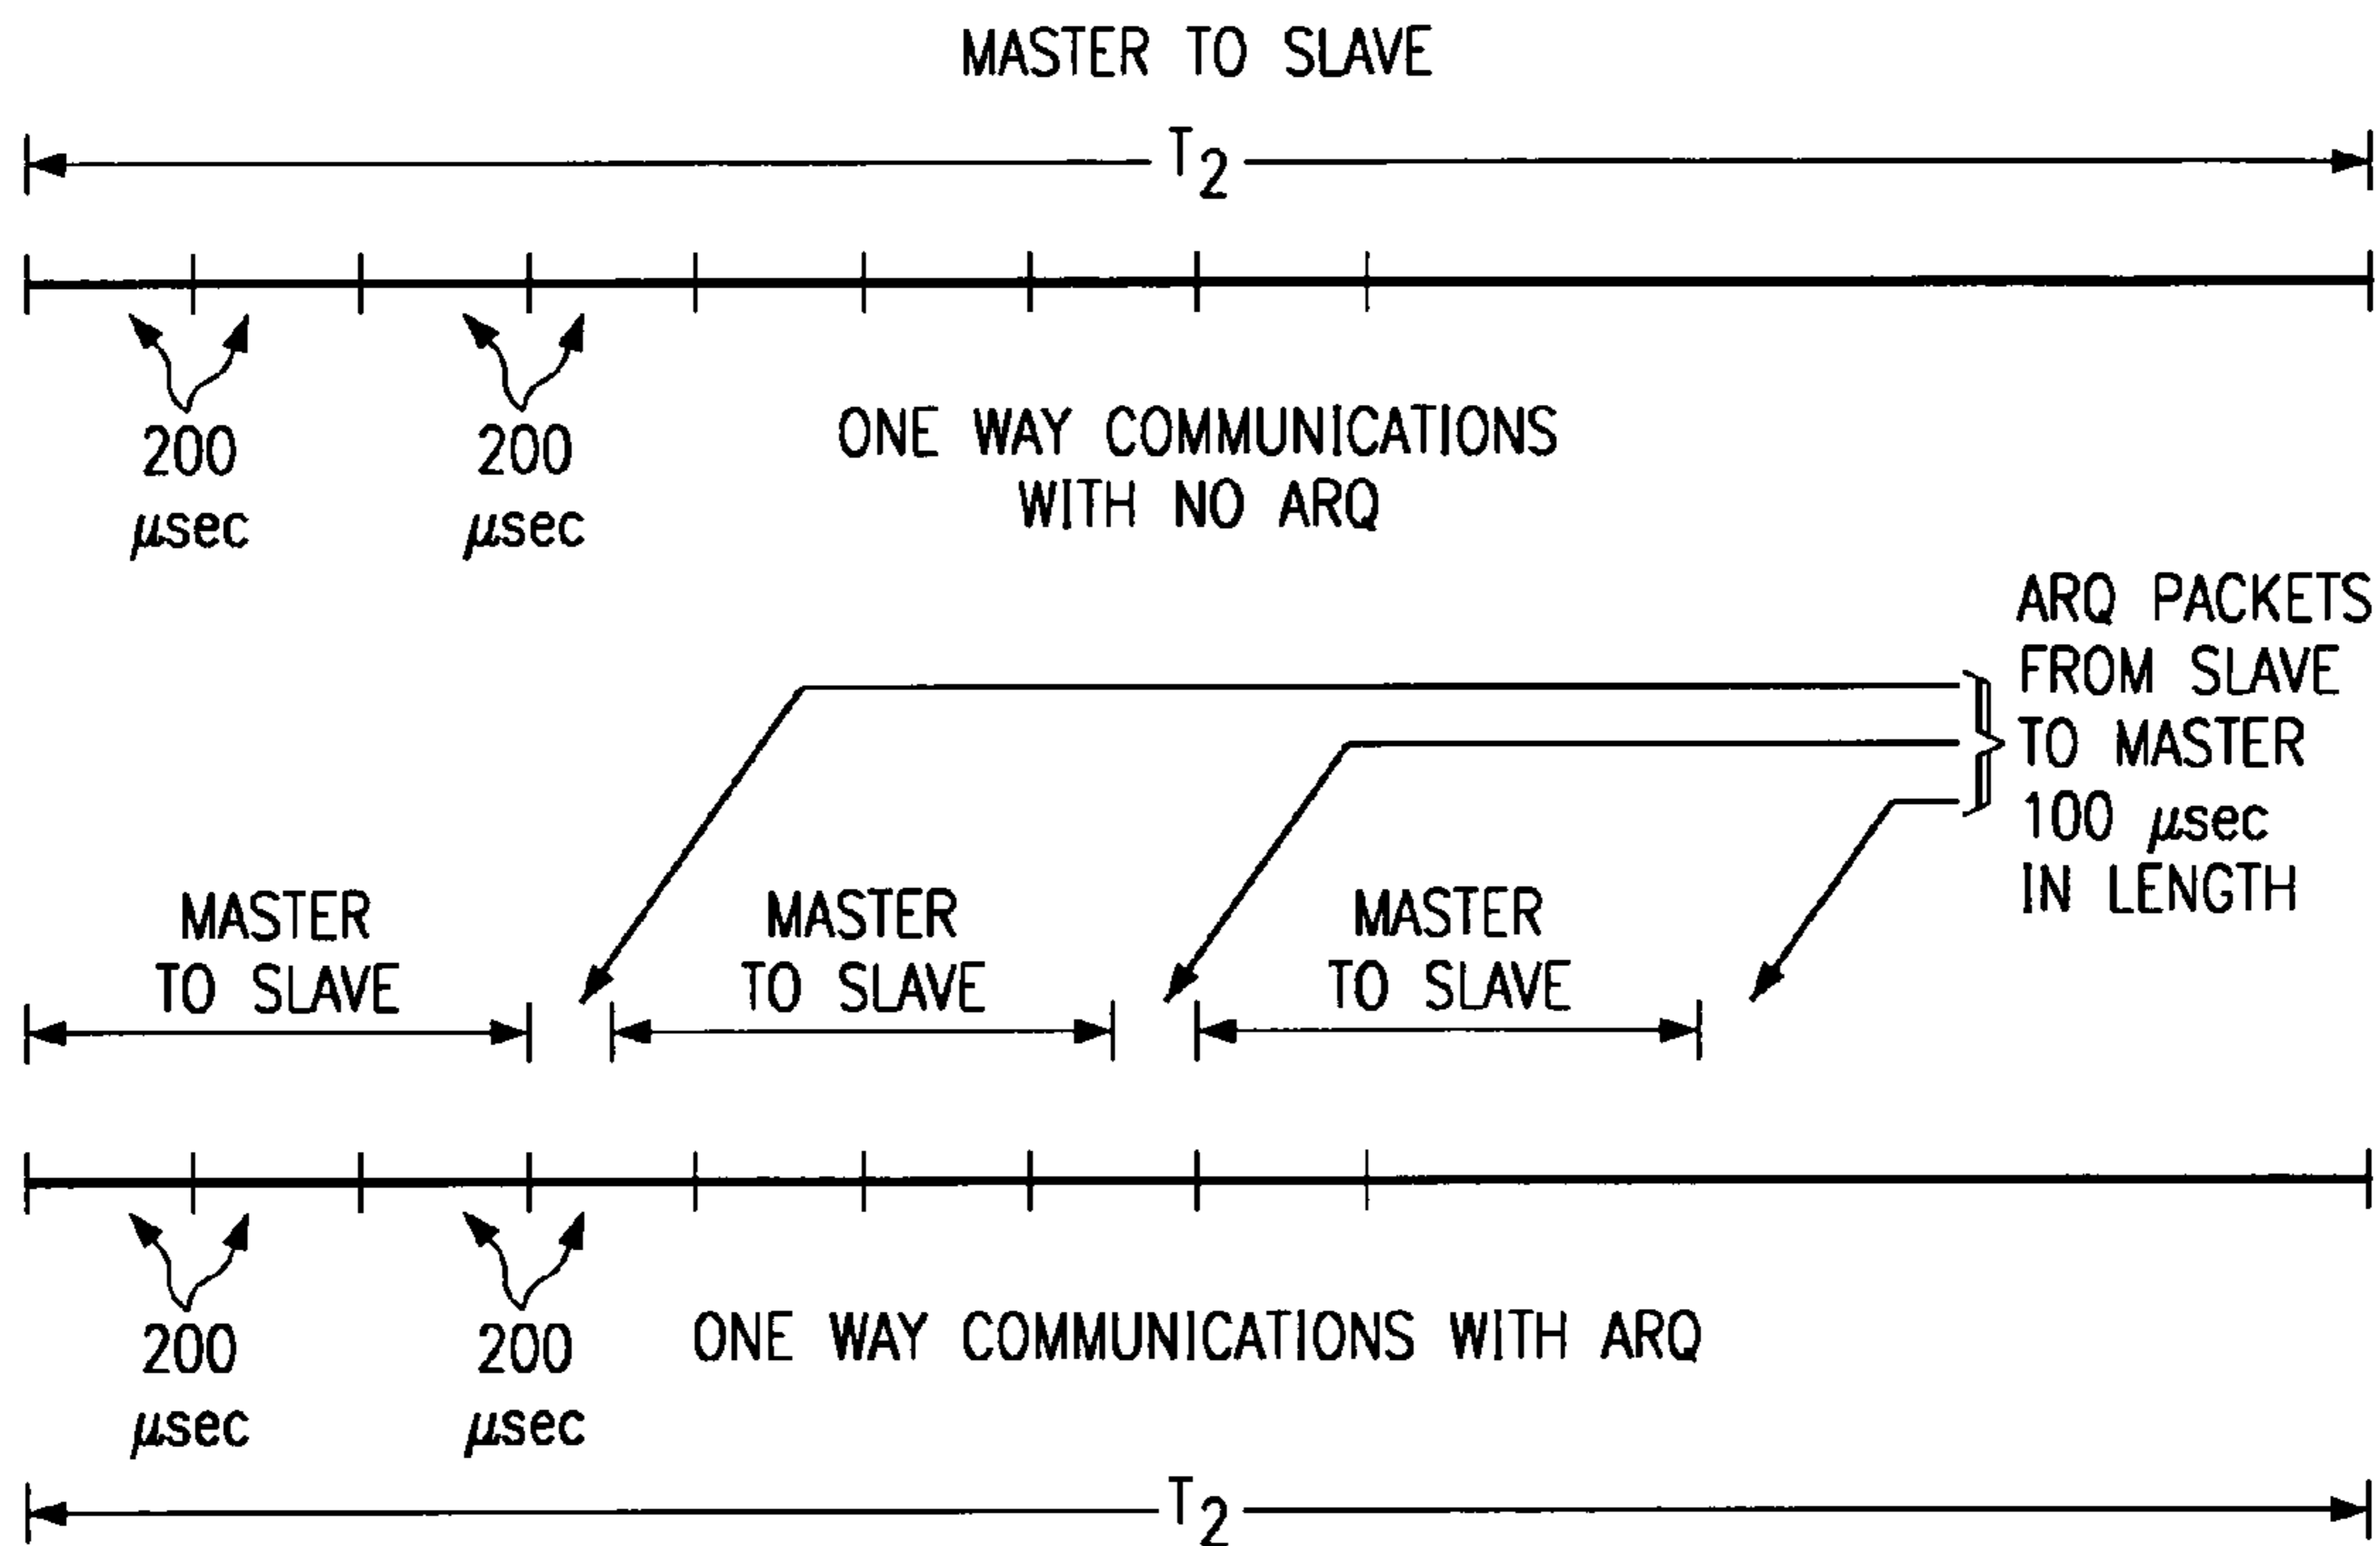 MASTER TO SLAVE
T2
200
µsec
200
µsec
ONE WAY COMMUNICATIONS
WITH NO ARQ
ARQ PACKETS
FROM SLAVE
TO MASTER
100 µsec
IN LENGTH
MASTER
TO SLAVE
MASTER
TO SLAVE
MASTER
TO SLAVE
200
µsec
200
µsec
ONE WAY COMMUNICATIONS WITH ARQ
T2